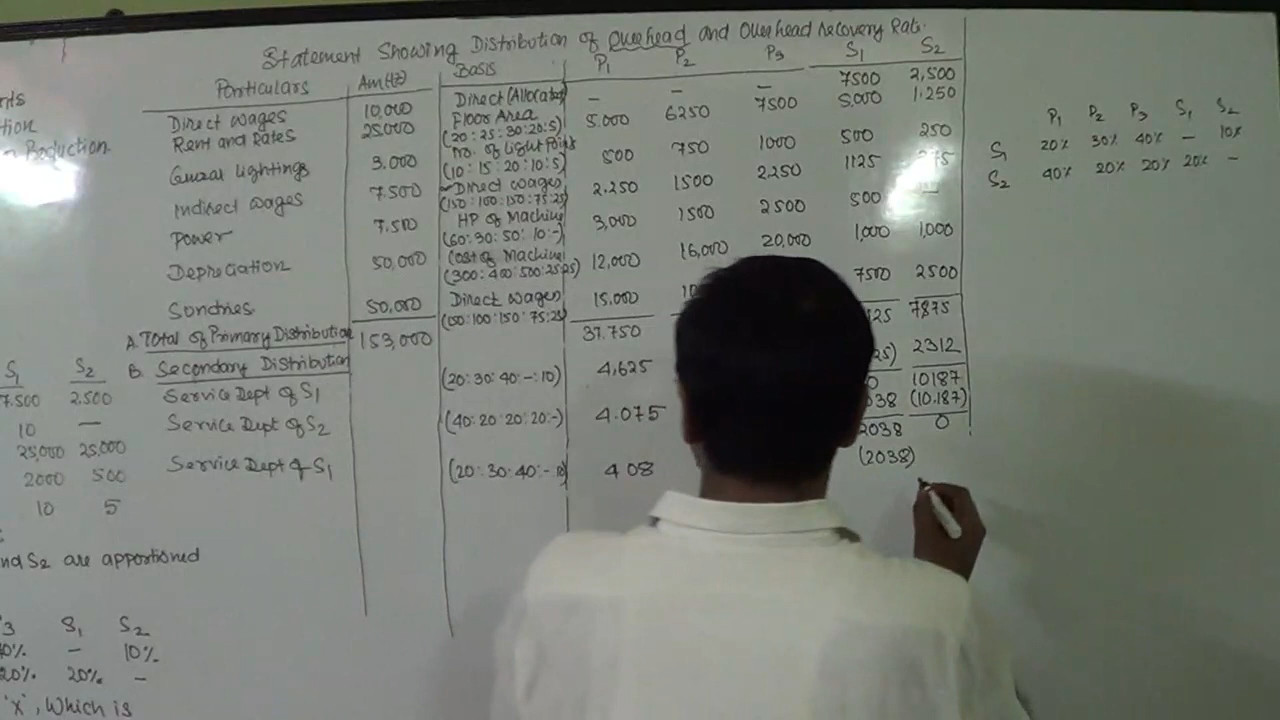 Statement Showing Distribution of Overhead and Overhead recovery Rate.
Particulars Am(₹) Basis P1 P2 P3 S1 S2
Direct wages 10,000 Direct (Allocated) - - - 7500 2,500
Rent and Rates 25000 Floor Area 5.000 6250 7500 5,000 1.250
(20:25:30:20:5)
General lightings 3.000 No. of Light Point 500 750 1000 500 250
(10:15:20:10:5)
Indirect wages 7.500 Direct wages 2.250 1500 2250 1125
(150:100:150:75:25)
Power 7.500 HP of Machine 3,000 1500 2500 500 -
(60:30:50:10:-)
Depreciation 50,000 Cost of Machine 12,000 16,000 20,000 1,000 1,000
(300:400:500:25:25)
Sundries 50,000 Direct wages 15.000 7500 2500
(150:100:150:75:25)
A. Total of Primary Distribution 153,000 37.750 7875
B. Secondary Distribution
Service Dept of S1 (20:30:40:-:10) 4,625 2312
10187
Service Dept of S2 (40:20:20:20:-) 4.075 (10.187)
2038 0
Service Dept of S1 (20:30:40:-10) 408 (2038)
P1 P2 P3 S1 S2
S1 20% 30% 40% - 10%
S2 40% 20% 20% 20% -
S1 S2
7.500 2.500
10 —
25,000 25,000
2000 500
10 5
S2 are apportioned
3 S1 S2
- 10%
20% 20% -
'X', Which is